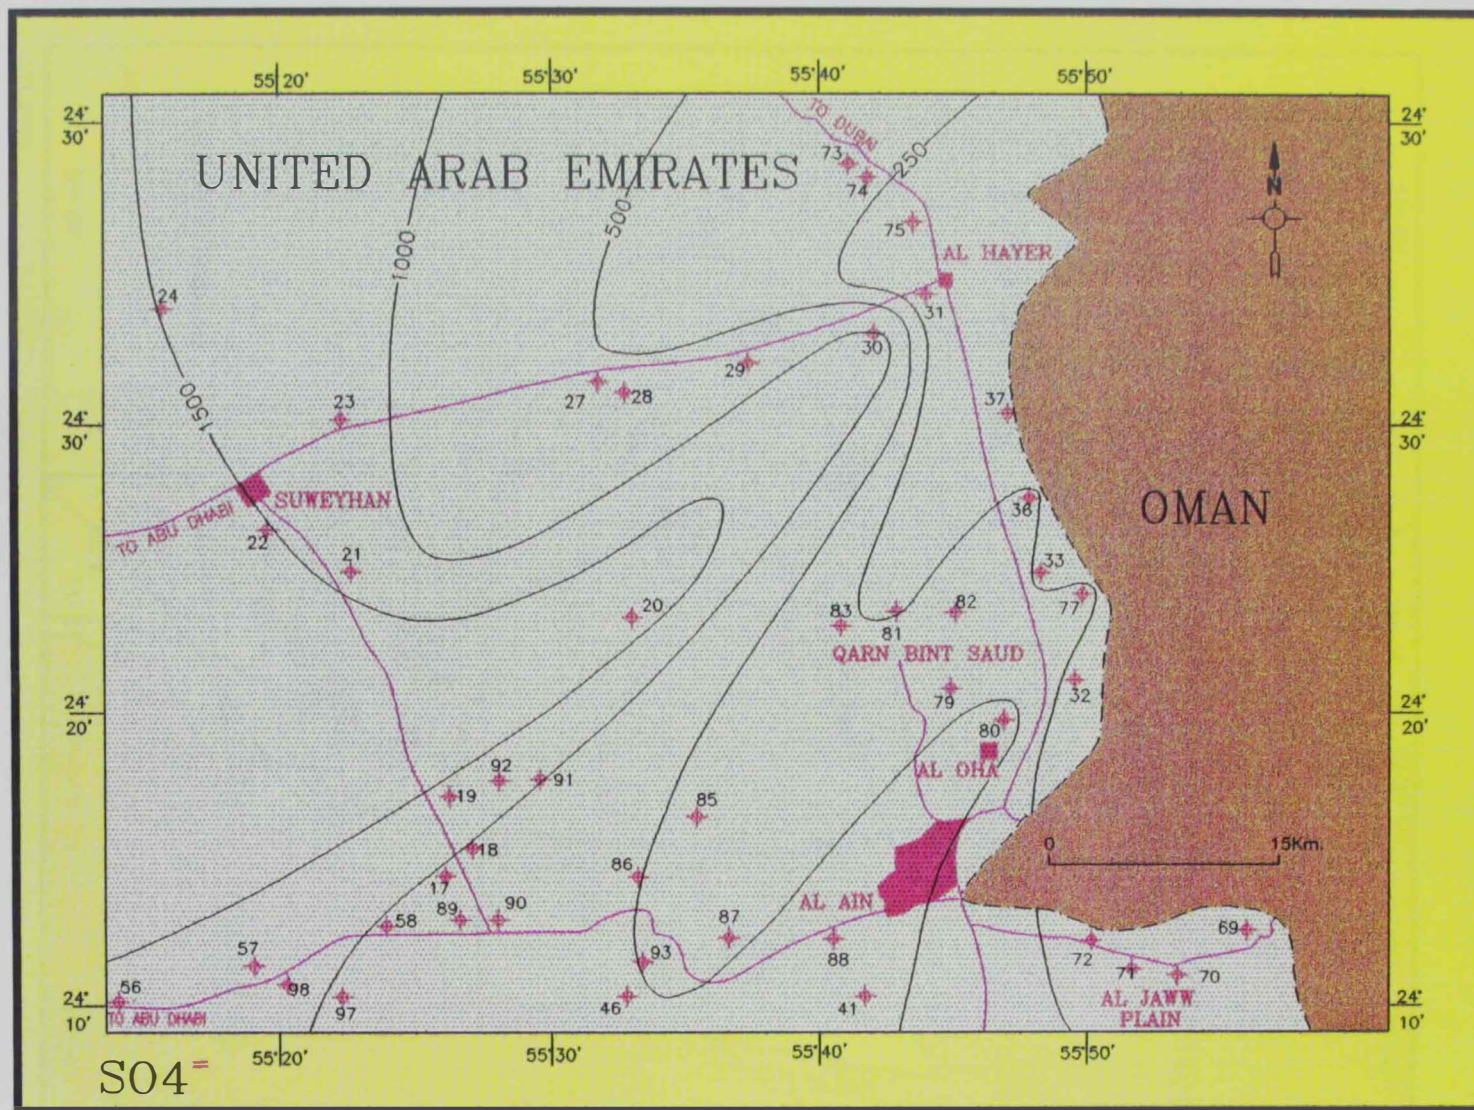 55°20' 55°30' 55°40' 55°50'
24° 30' 24° 30'
TO DUBAI
UNITED ARAB EMIRATES
73
74
250
500
N
75
AL HAYER
1000
24
31
30
29
27 28
23
37
24° 30' 24° 30'
1500
SUWEYHAN
TO ABU DHABI
36
OMAN
22
21
33
20
83
81
82
77
QARN BINT SAUD
32
79
24° 20' 24° 20'
80
AL OHA
92
91
19
85
0 15Km.
18
86
17
AL AIN
58
89
90
87
88
69
72
57
93
71
70
98
56
97
46
41
AL JAWW
PLAIN
24° 10' 24° 10'
TO ABU DHABI
55°20' 55°30' 55°40' 55°50'
SO4=